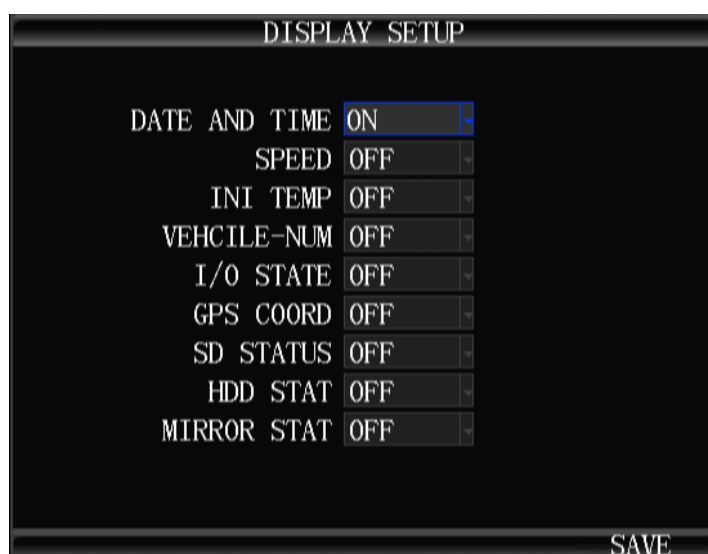 DISPLAY SETUP
DATE AND TIME ON
SPEED OFF
INI TEMP OFF
VEHCILE-NUM OFF
I/O STATE OFF
GPS COORD OFF
SD STATUS OFF
HDD STAT OFF
MIRROR STAT OFF
SAVE